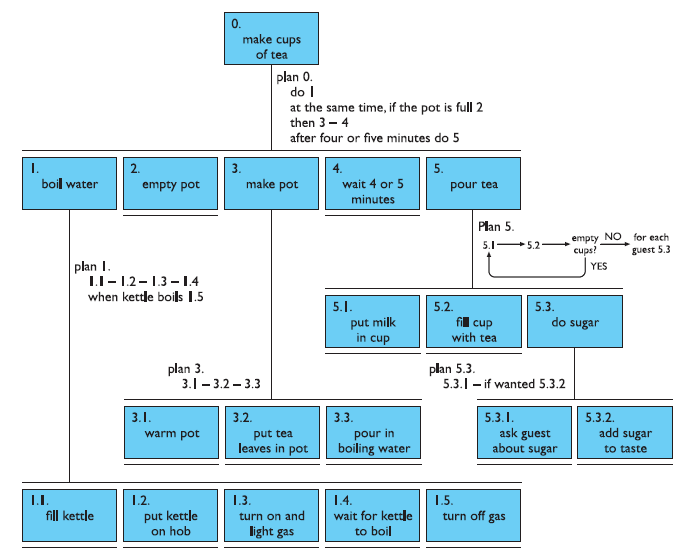 0.
make cups
of tea
plan 0.
do 1
at the same time, if the pot is full 2
then 3 – 4
after four or five minutes do 5
1.
boil water
2.
empty pot
3.
make pot
4.
wait 4 or 5
minutes
5.
pour tea
Plan 5.
5.1
5.2
empty
cups?
NO
for each
guest 5.3
YES
plan 1.
1.1 – 1.2 – 1.3 – 1.4
when kettle boils 1.5
5.1.
put milk
in cup
5.2.
fill cup
with tea
5.3.
do sugar
plan 3.
3.1 – 3.2 – 3.3
plan 5.3.
5.3.1 – if wanted 5.3.2
3.1.
warm pot
3.2.
put tea
leaves in pot
3.3.
pour in
boiling water
5.3.1.
ask guest
about sugar
5.3.2.
add sugar
to taste
1.1.
fill kettle
1.2.
put kettle
on hob
1.3.
turn on and
light gas
1.4.
wait for kettle
to boil
1.5.
turn off gas